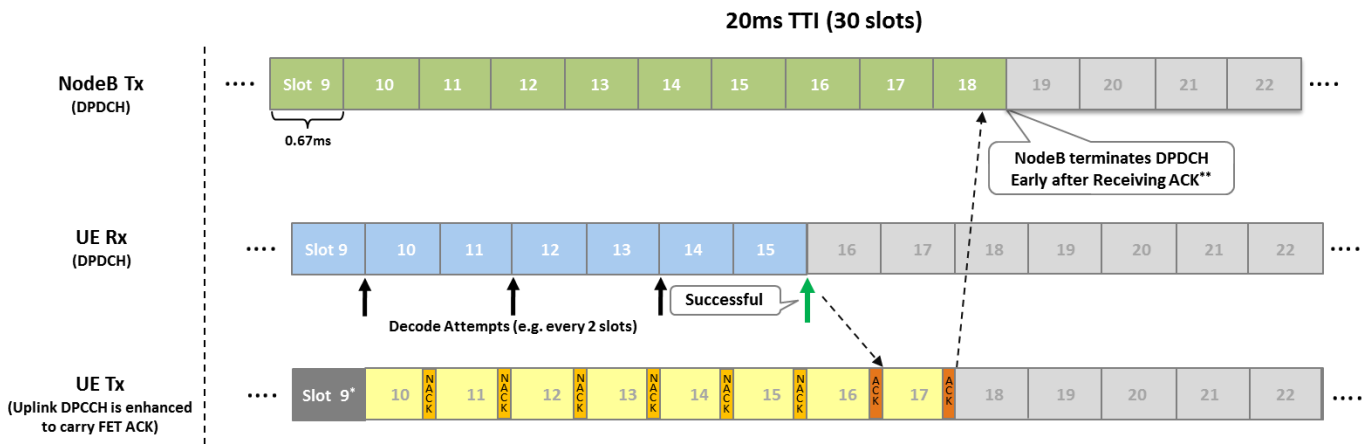 20ms TTI (30 slots)
NodeB Tx
(DPDCH)
.... Slot 9 10 11 12 13 14 15 16 17 18 19 20 21 22 ....
0.67ms
NodeB terminates DPDCH
Early after Receiving ACK**
UE Rx
(DPDCH)
.... Slot 9 10 11 12 13 14 15 16 17 18 19 20 21 22 ....
Successful
Decode Attempts (e.g. every 2 slots)
UE Tx
(Uplink DPCCH is enhanced
to carry FET ACK)
.... Slot 9* 10 NACK 11 NACK 12 NACK 13 NACK 14 NACK 15 NACK 16 ACK 17 ACK 18 19 20 21 22 ....